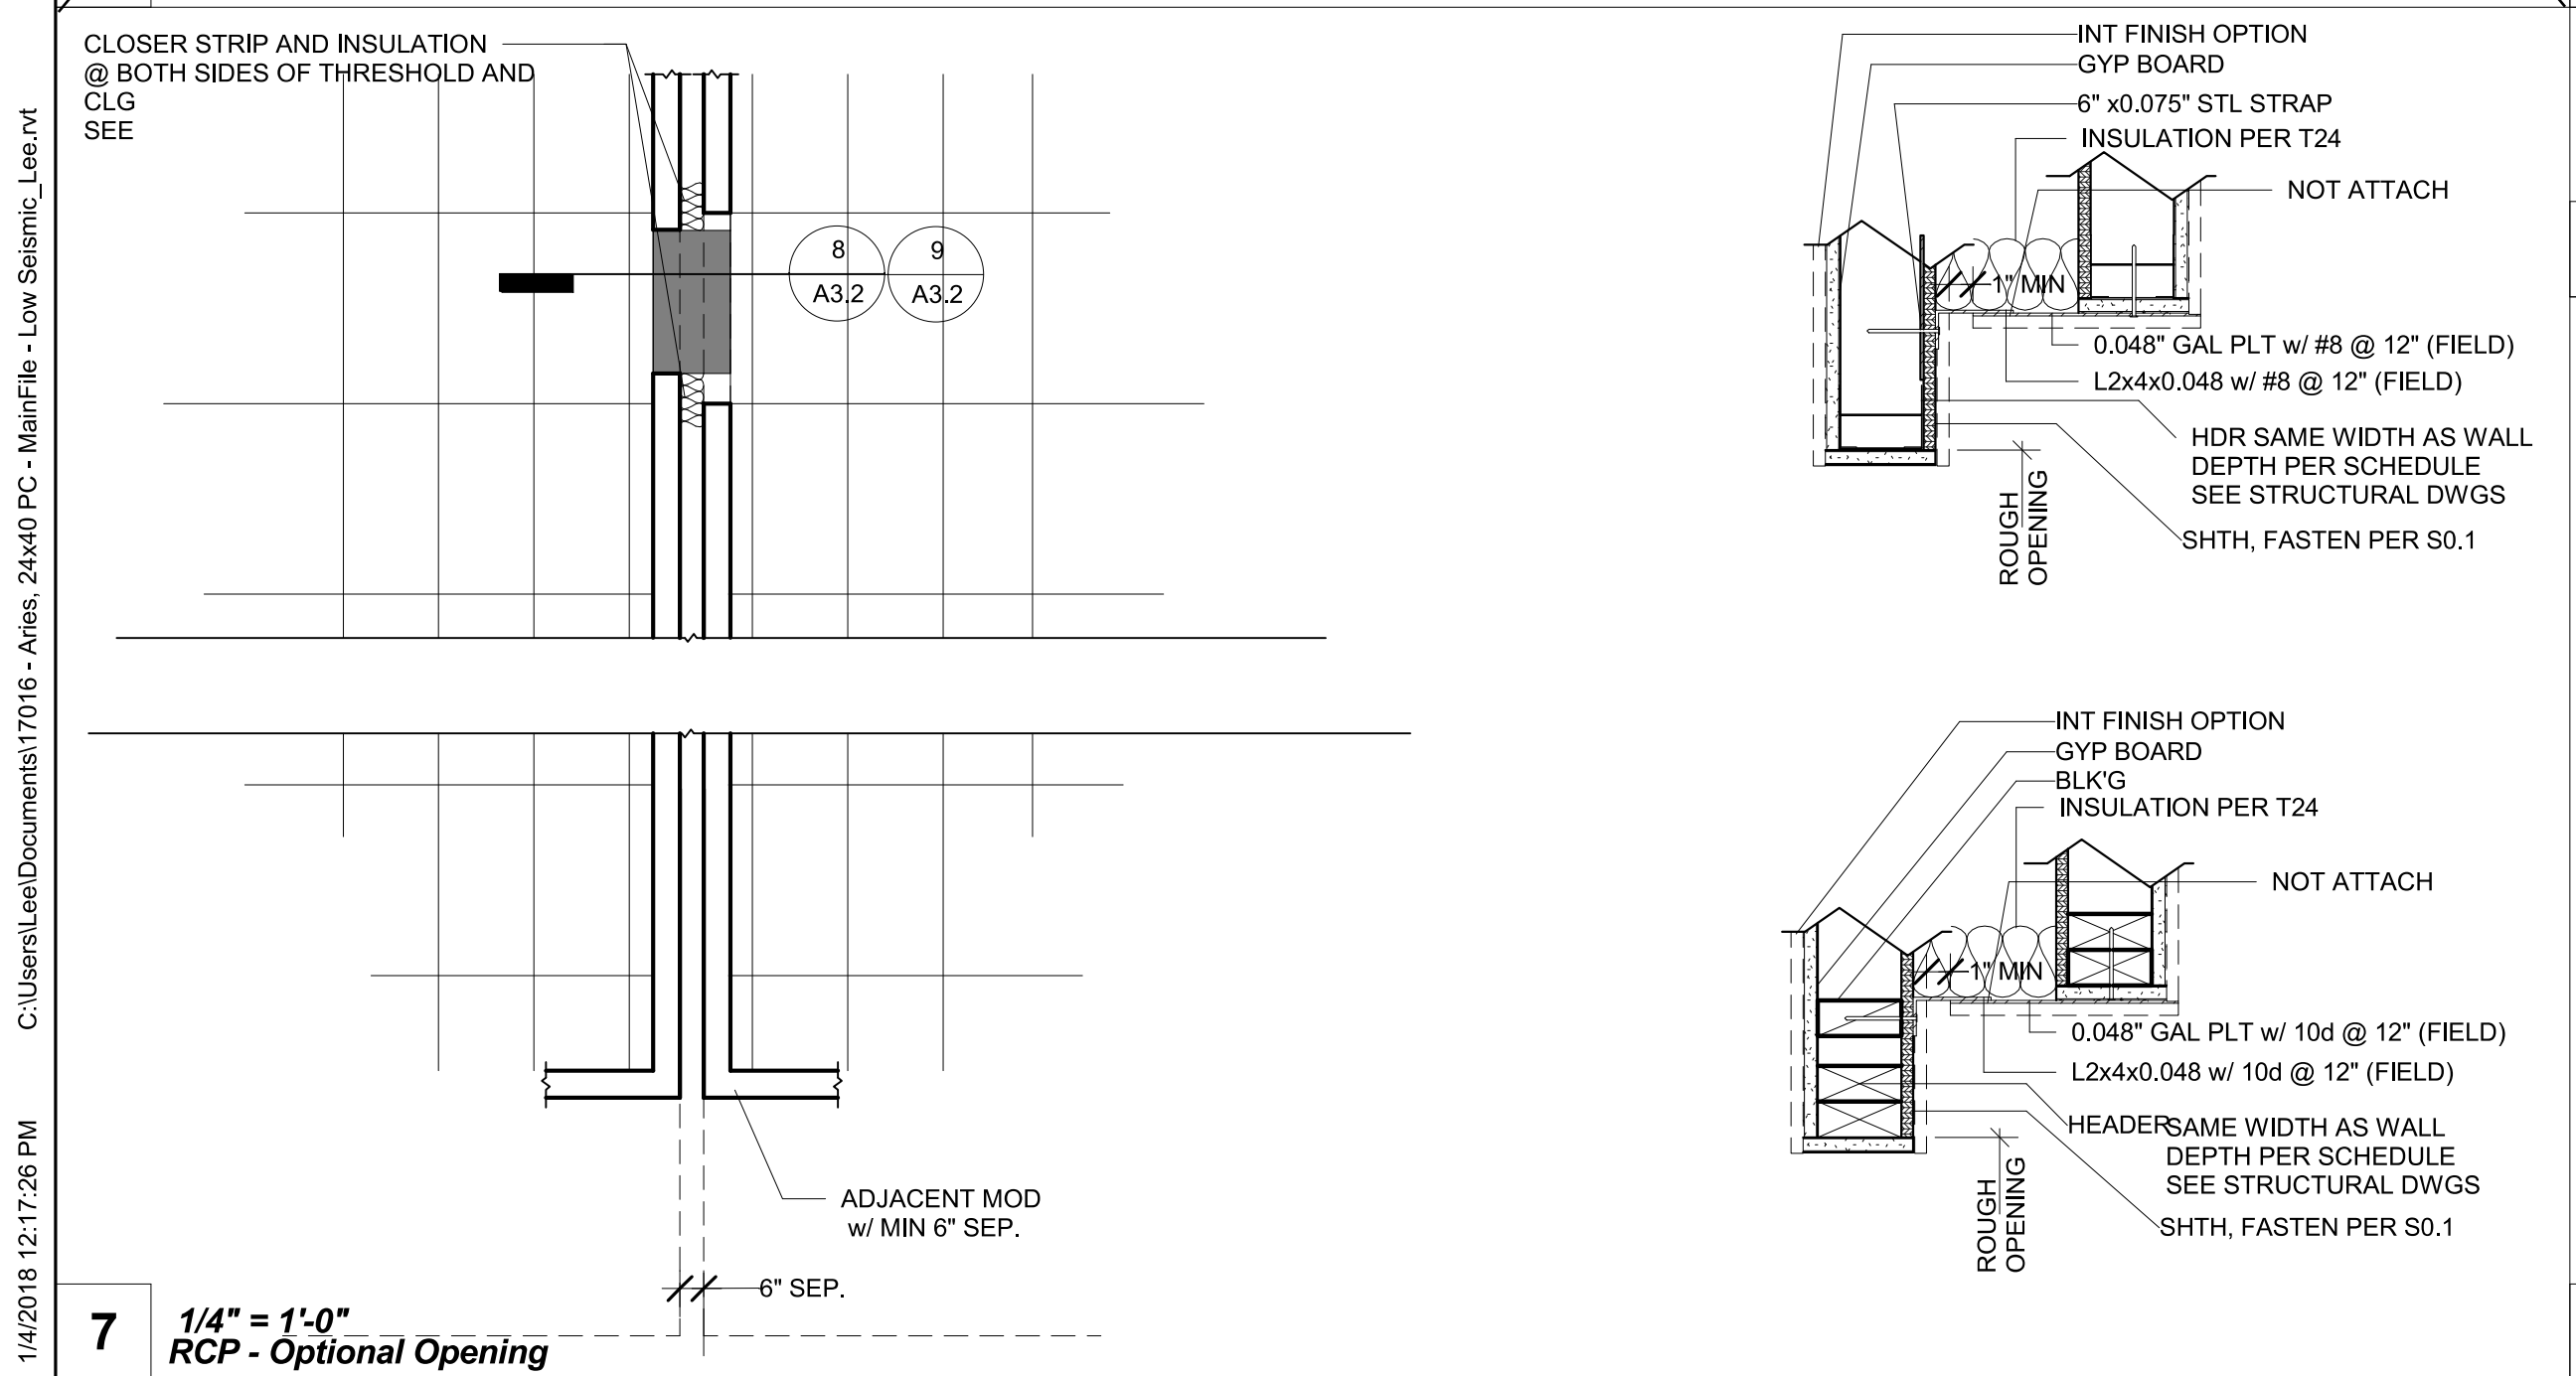 CLOSER STRIP AND INSULATION
@ BOTH SIDES OF THRESHOLD AND
CLG
SEE
8
A3.2
9
A3.2
ADJACENT MOD
w/ MIN 6" SEP.
6" SEP.
7
1/4" = 1'-0"
RCP - Optional Opening
INT FINISH OPTION
GYP BOARD
6" x0.075" STL STRAP
INSULATION PER T24
NOT ATTACH
1" MIN
0.048" GAL PLT w/ #8 @ 12" (FIELD)
L2x4x0.048 w/ #8 @ 12" (FIELD)
HDR SAME WIDTH AS WALL
DEPTH PER SCHEDULE
SEE STRUCTURAL DWGS
SHTH, FASTEN PER S0.1
ROUGH
OPENING
INT FINISH OPTION
GYP BOARD
BLK'G
INSULATION PER T24
NOT ATTACH
1" MIN
0.048" GAL PLT w/ 10d @ 12" (FIELD)
L2x4x0.048 w/ 10d @ 12" (FIELD)
HEADER SAME WIDTH AS WALL
DEPTH PER SCHEDULE
SEE STRUCTURAL DWGS
SHTH, FASTEN PER S0.1
ROUGH
OPENING
1/4/2018 12:17:26 PM C:\Users\Lee\Documents\17016 - Aries, 24x40 PC - MainFile - Low Seismic_Lee.rvt